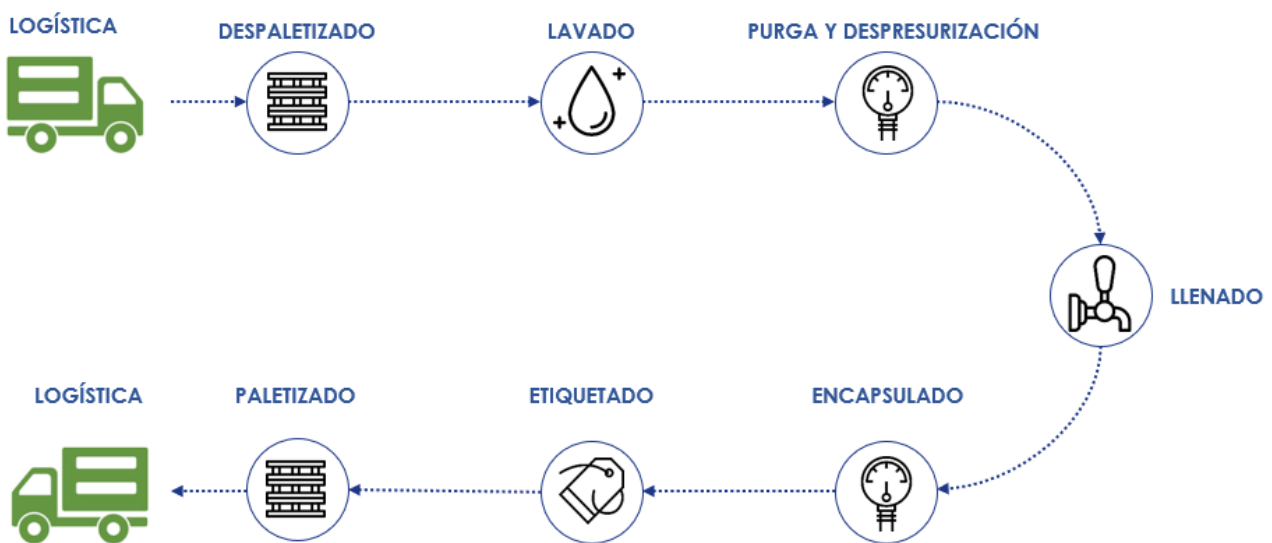 LOGÍSTICA
DESPALETIZADO
LAVADO
PURGA Y DESPRESURIZACIÓN
LLENADO
LOGÍSTICA
PALETIZADO
ETIQUETADO
ENCAPSULADO